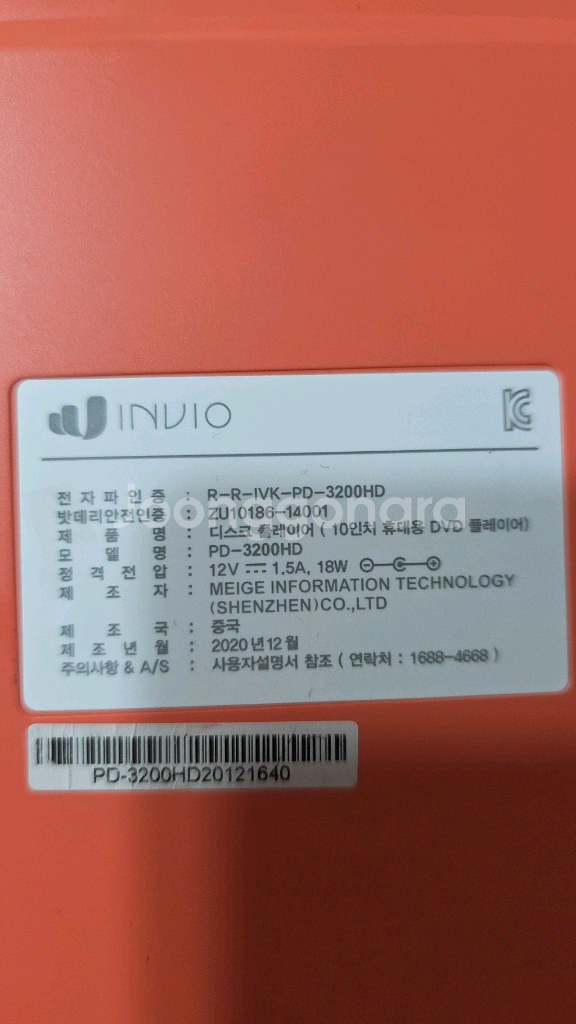 INVIO
전자파인증 : R-R-IVK-PD-3200HD
밧데리안전인증 : ZU10186-14001
제품명 : 디스크 플레이어 ( 10인치 휴대용 DVD 플레이어)
모델명 : PD-3200HD
정격전압 : 12V 1.5A, 18W
제조자 : MEIGE INFORMATION TECHNOLOGY
(SHENZHEN)CO.,LTD
제조국 : 중국
제조년월 : 2020년12월
주의사항 & A/S : 사용자설명서 참조 ( 연락처 : 1688-4668 )
PD-3200HD20121640
joonggonara